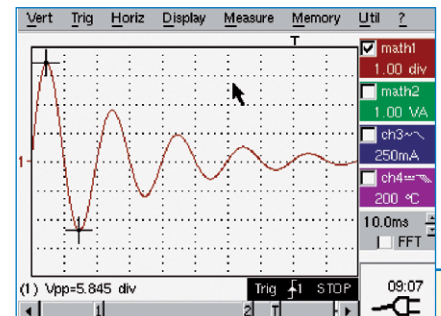 Vert Trig Horiz Display Measure Memory Util ?
T
math1
1.00 div
math2
1.00 VA
ch3~
250mA
ch4
200 °C
10.0ms
FFT
1-
(1) Vpp=5.845 div
Trig 1 STOP
09:07
1 2 T